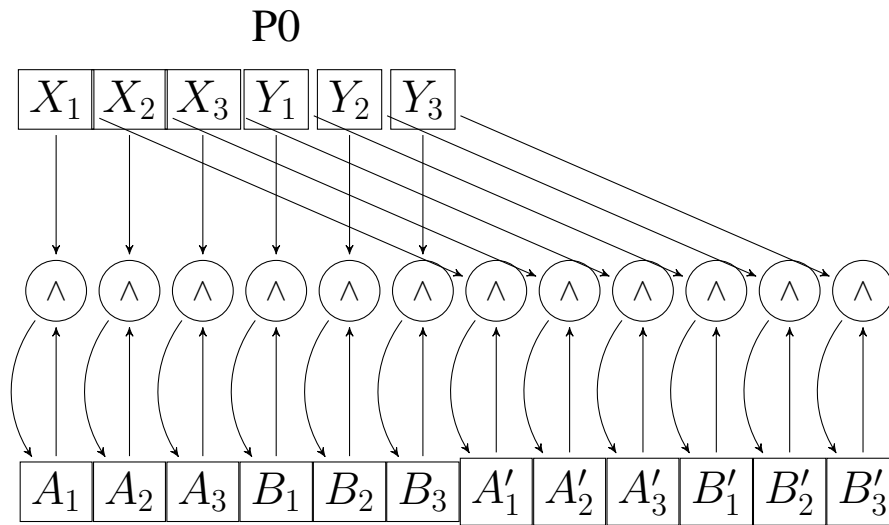 P0
X₁ X₂ X₃ Y₁ Y₂ Y₃
∧ ∧ ∧ ∧ ∧ ∧ ∧ ∧ ∧ ∧ ∧ ∧
A₁ A₂ A₃ B₁ B₂ B₃ A′₁ A′₂ A′₃ B′₁ B′₂ B′₃